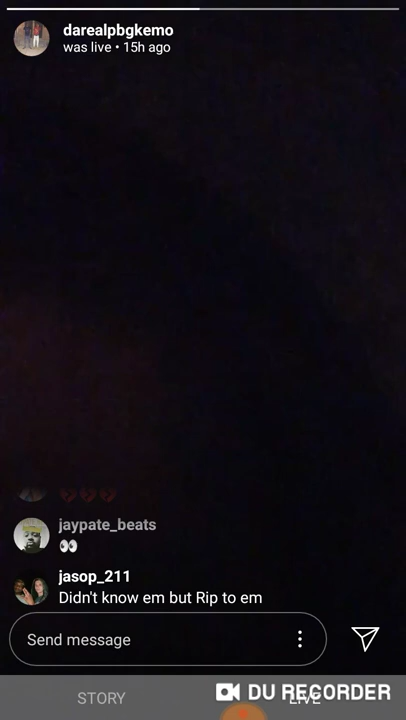 darealpbgkemo
was live • 15h ago
💔💔💔
jaypate_beats
👀
jasop_211
Didn't know em but Rip to em
Send message
STORY
LIVE
DU RECORDER